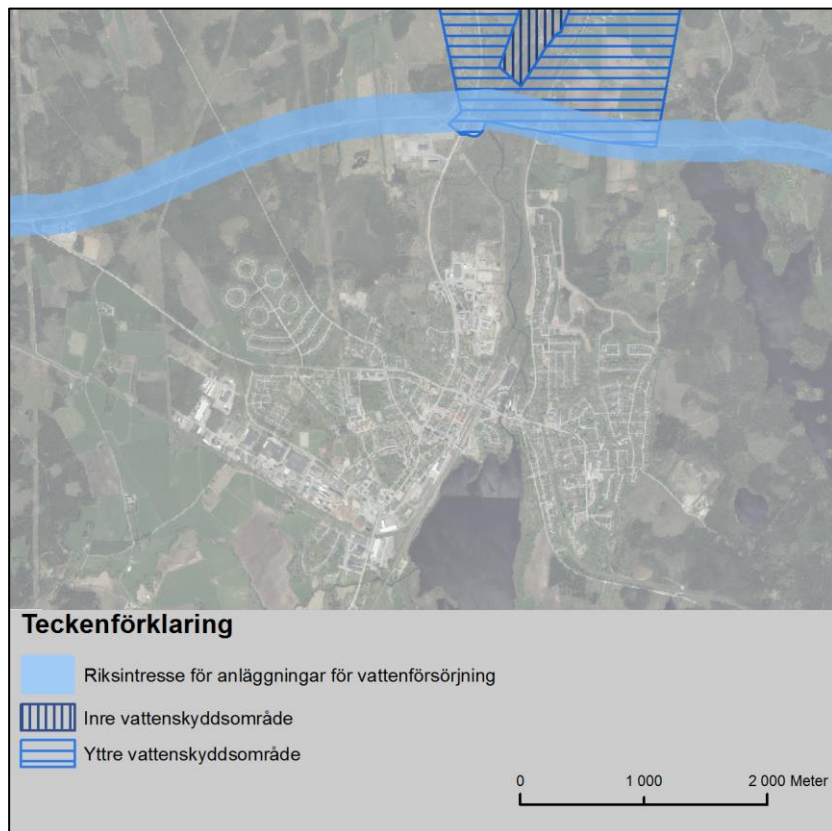 Teckenförklaring
Riksintresse för anläggningar för vattenförsörjning
Inre vattenskyddsområde
Yttre vattenskyddsområde
0 1 000 2 000 Meter